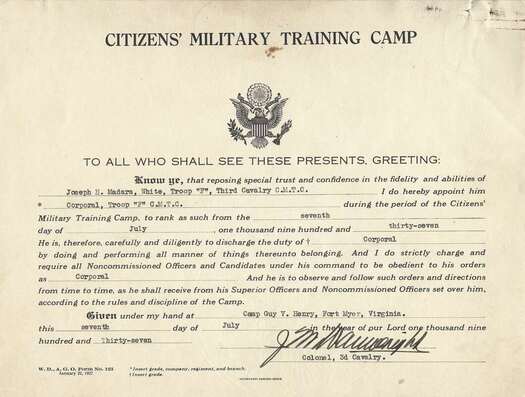 CITIZENS' MILITARY TRAINING CAMP
TO ALL WHO SHALL SEE THESE PRESENTS, GREETING:
Know ye, that reposing special trust and confidence in the fidelity and abilities of
Joseph H. Madara, White, Troop "F", Third Cavalry C.M.T.C. I do hereby appoint him
* Corporal, Troop "F" C.M.T.C. during the period of the Citizens'
Military Training Camp, to rank as such from the seventh
day of July, one thousand nine hundred and thirty-seven
He is, therefore, carefully and diligently to discharge the duty of † Corporal
by doing and performing all manner of things thereunto belonging. And I do strictly charge and
require all Noncommissioned Officers and Candidates under his command to be obedient to his orders
as Corporal And he is to observe and follow such orders and directions
from time to time, as he shall receive from his Superior Officers and Noncommissioned Officers set over him,
according to the rules and discipline of the Camp.
Given under my hand at Camp Guy V. Henry, Fort Myer, Virginia.
this seventh day of July in the year of our Lord one thousand nine
hundred and Thirty-seven
Colonel, 3d Cavalry.
W. D., A. G. O. Form No. 125
January 22, 1927
* Insert grade, company, regiment, and branch.
† Insert grade.